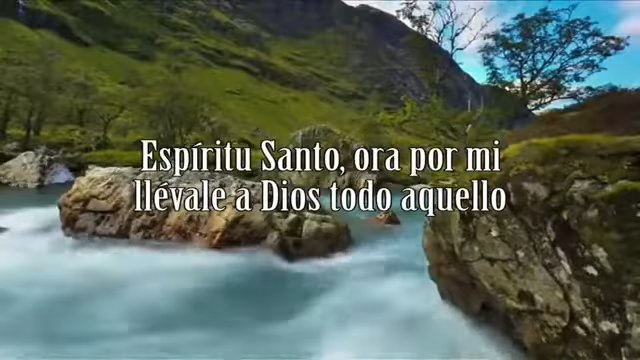 Espíritu Santo, ora por mi
llévale a Dios todo aquello